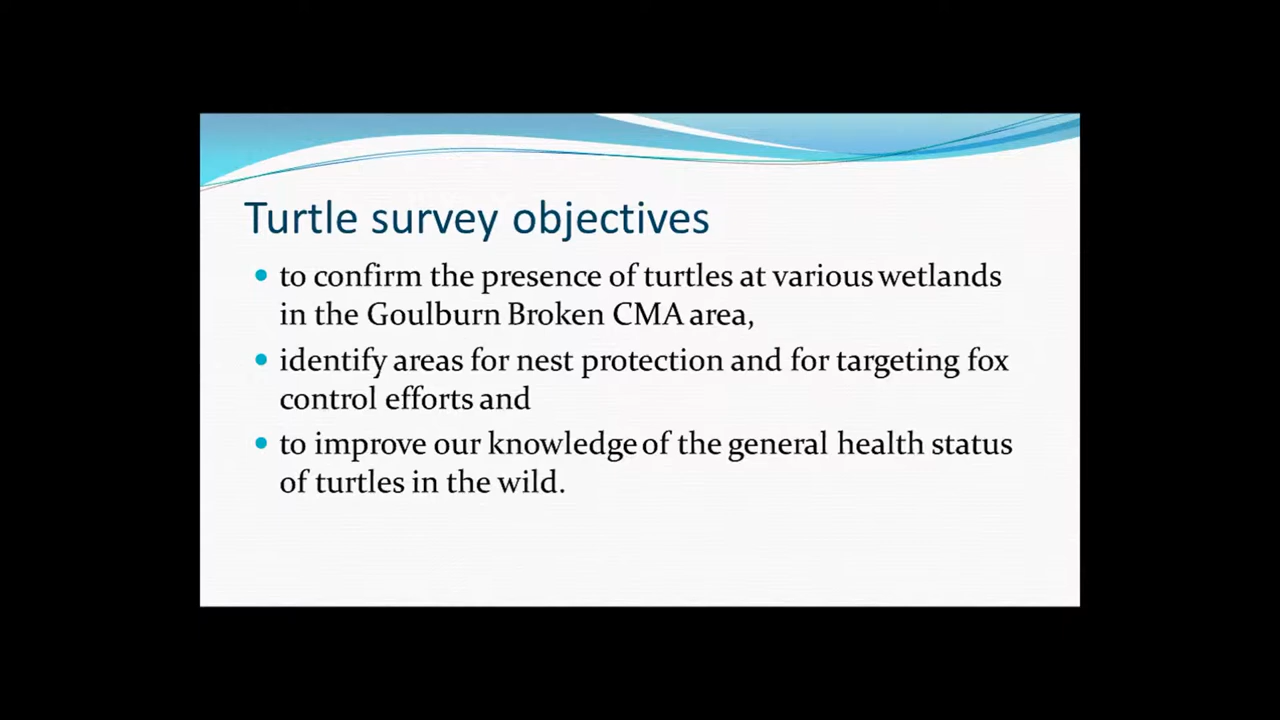 Turtle survey objectives
• to confirm the presence of turtles at various wetlands
in the Goulburn Broken CMA area,
• identify areas for nest protection and for targeting fox
control efforts and
• to improve our knowledge of the general health status
of turtles in the wild.